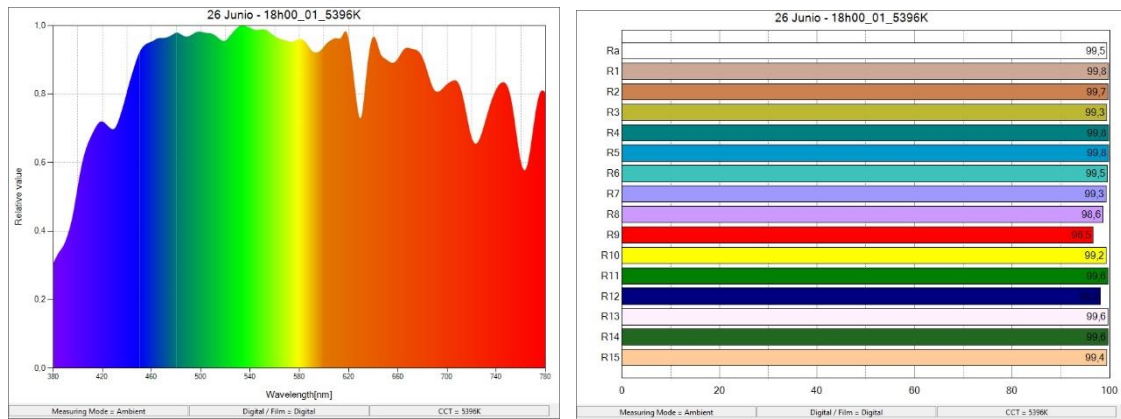 26 Junio - 18h00_01_5396K
1.0
0.8
0.6
0.4
0.2
0.0
Relative value
380 420 460 500 540 580 620 660 700 740 780
Wavelength[nm]
Measuring Mode = Ambient Digital / Film = Digital CCT = 5396K
26 Junio - 18h00_01_5396K
Ra 99,5
R1 99,8
R2 99,7
R3 99,3
R4 99,8
R5 99,8
R6 99,5
R7 99,3
R8 98,6
R9 96,5
R10 99,2
R11 99,6
R12
R13 99,6
R14 99,6
R15 99,4
0 20 40 60 80 100
Measuring Mode = Ambient Digital / Film = Digital CCT = 5396K